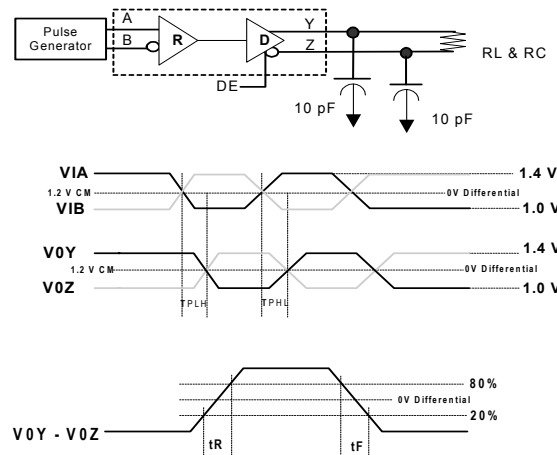 Pulse
Generator
A
B
R
D
Y
Z
DE
RL & RC
10 pF
10 pF
VIA
1.4 V
1.2 V CM
0V Differential
VIB
1.0 V
V0Y
1.4 V
1.2 V CM
0V Differential
V0Z
1.0 V
TPLH
TPHL
80%
0V Differential
20%
V0Y - V0Z
tR
tF